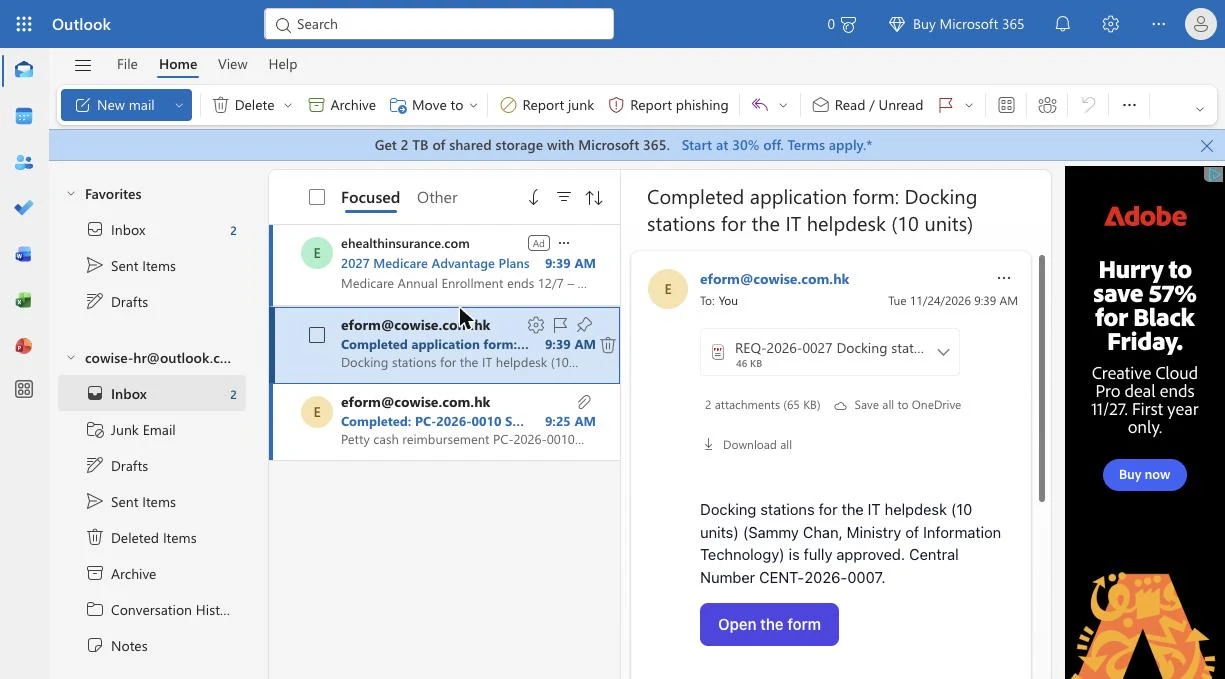 Outlook
Search
0
Buy Microsoft 365
File
Home
View
Help
New mail
Delete
Archive
Move to
Report junk
Report phishing
Read / Unread
Get 2 TB of shared storage with Microsoft 365. Start at 30% off. Terms apply.*
Favorites
Inbox 2
Sent Items
Drafts
cowise-hr@outlook.c...
Inbox 2
Junk Email
Drafts
Sent Items
Deleted Items
Archive
Conversation Hist...
Notes
Focused
Other
E
ehealthinsurance.com
Ad
2027 Medicare Advantage Plans 9:39 AM
Medicare Annual Enrollment ends 12/7 – ...
eform@cowise.com.hk
Completed application form:... 9:39 AM
Docking stations for the IT helpdesk (10...
E
eform@cowise.com.hk
Completed: PC-2026-0010 S... 9:25 AM
Petty cash reimbursement PC-2026-0010...
Completed application form: Docking
stations for the IT helpdesk (10 units)
E
eform@cowise.com.hk
To: You
Tue 11/24/2026 9:39 AM
REQ-2026-0027 Docking stat...
46 KB
2 attachments (65 KB)
Save all to OneDrive
Download all
Docking stations for the IT helpdesk (10
units) (Sammy Chan, Ministry of Information
Technology) is fully approved. Central
Number CENT-2026-0007.
Open the form
Adobe
Hurry to
save 57%
for Black
Friday.
Creative Cloud
Pro deal ends
11/27. First year
only.
Buy now